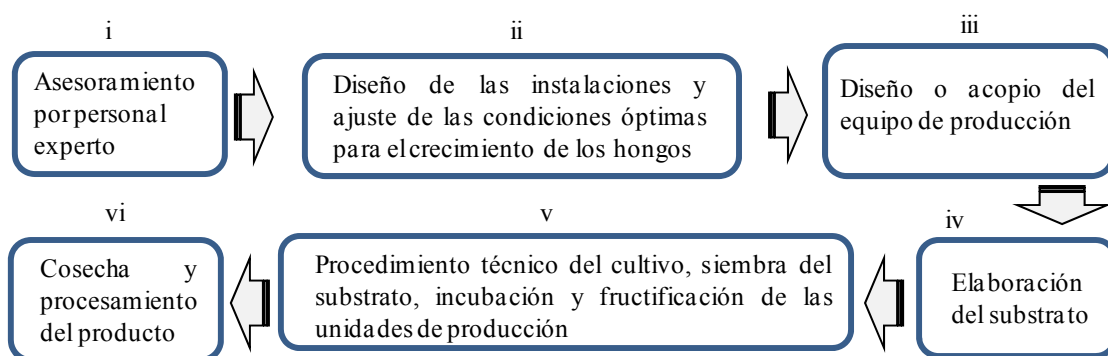 i
Asesoramiento
por personal
experto
ii
Diseño de las instalaciones y
ajuste de las condiciones óptimas
para el crecimiento de los hongos
iii
Diseño o acopio del
equipo de producción
iv
Elaboración
del substrato
v
Procedimiento técnico del cultivo, siembra del
substrato, incubación y fructificación de las
unidades de producción
vi
Cosecha y
procesamiento
del producto